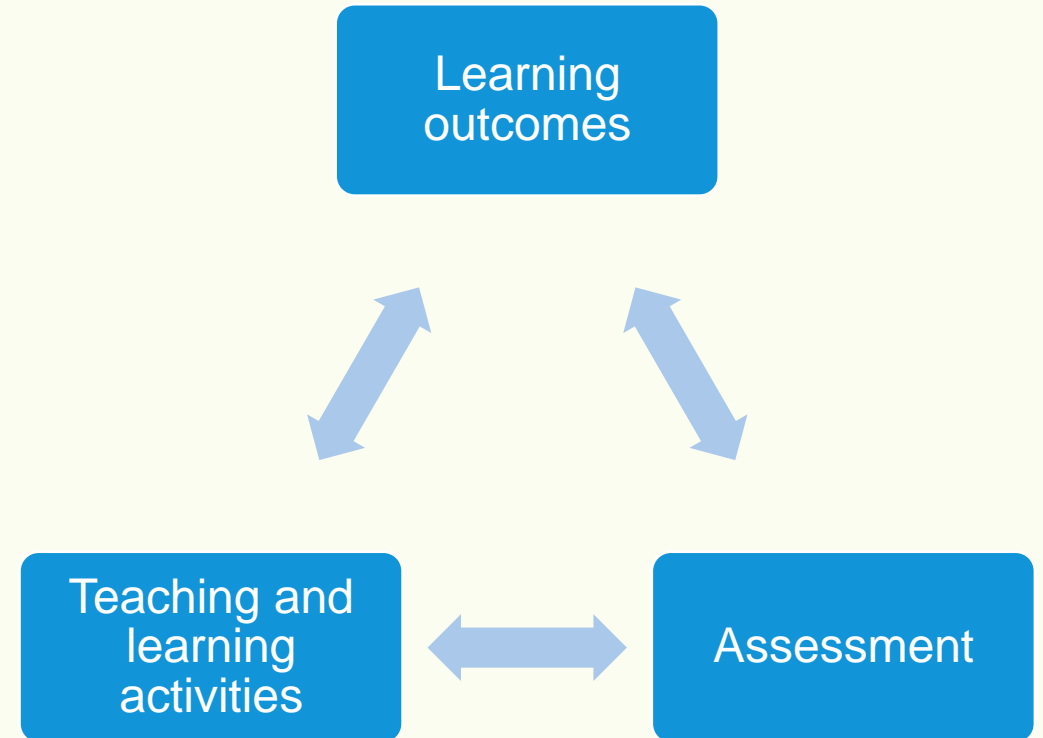 Learning
outcomes
Teaching and
learning
activities
Assessment